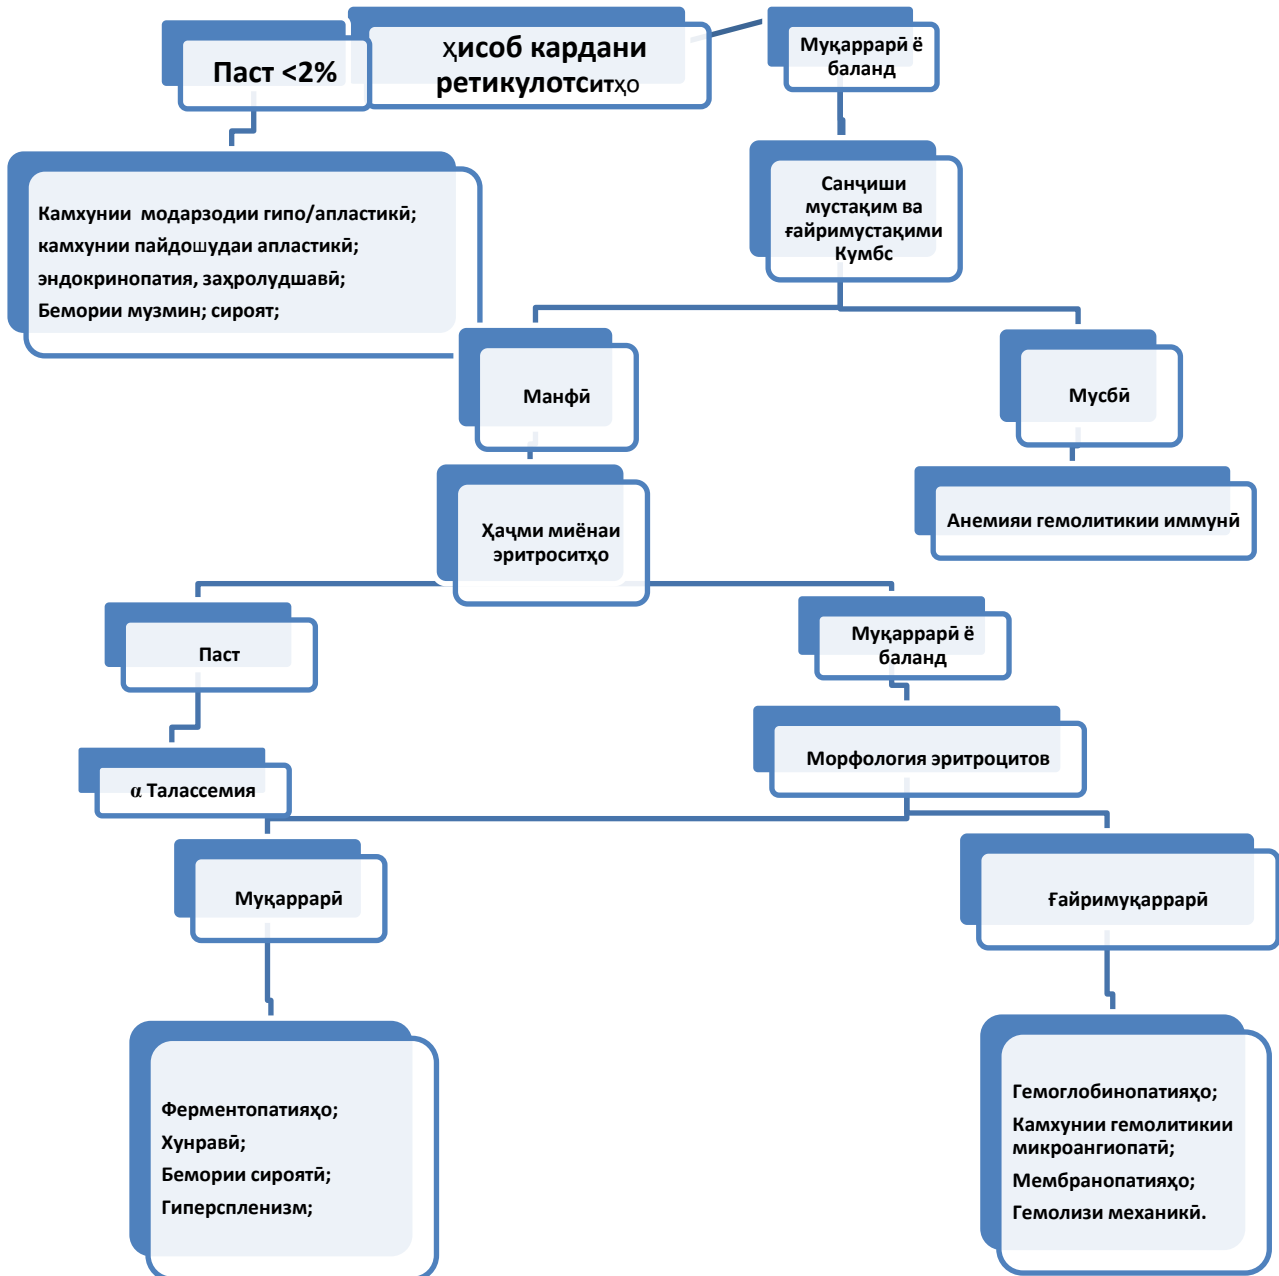 Паст <2%
ҳисоб кардани
ретикулотситҳо
Муқаррарӣ ё
баланд
Камхунии модарзодии гипо/апластикӣ;
камхунии пайдошудаи апластикӣ;
эндокринопатия, заҳролудшавӣ;
Бемории музмин; сироят;
Санҷиши
мустақим ва
ғайримустақими
Кумбс
Манфӣ
Мусбӣ
Ҳаҷми миёнаи
эритроситҳо
Анемияи гемолитикии иммунӣ
Паст
Муқаррарӣ ё
баланд
α Талассемия
Морфология эритроцитов
Муқаррарӣ
Ғайримуқаррарӣ
Ферментопатияҳо;
Хунравӣ;
Бемории сироятӣ;
Гиперспленизм;
Гемоглобинопатияҳо;
Камхунии гемолитикии
микроангиопатӣ;
Мембранопатияҳо;
Гемолизи механикӣ.